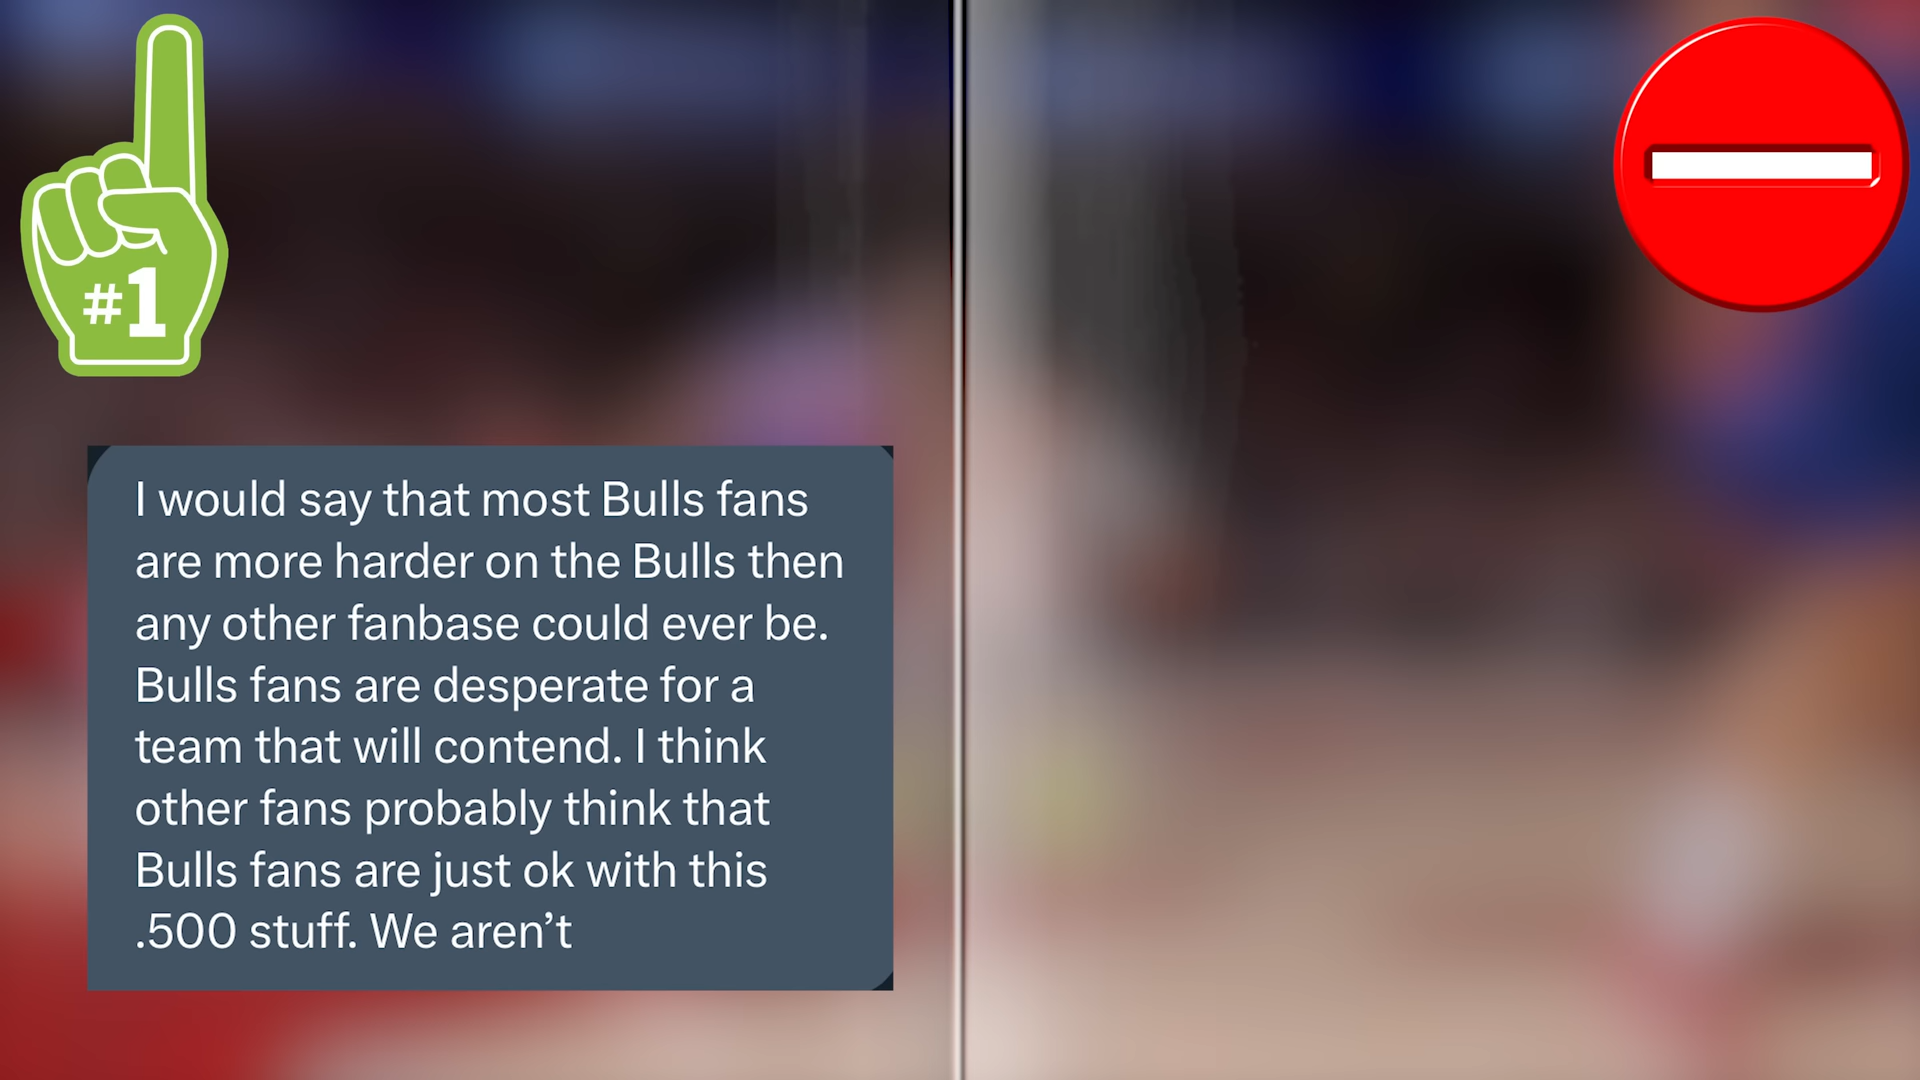 #1
I would say that most Bulls fans
are more harder on the Bulls then
any other fanbase could ever be.
Bulls fans are desperate for a
team that will contend. I think
other fans probably think that
Bulls fans are just ok with this
.500 stuff. We aren’t